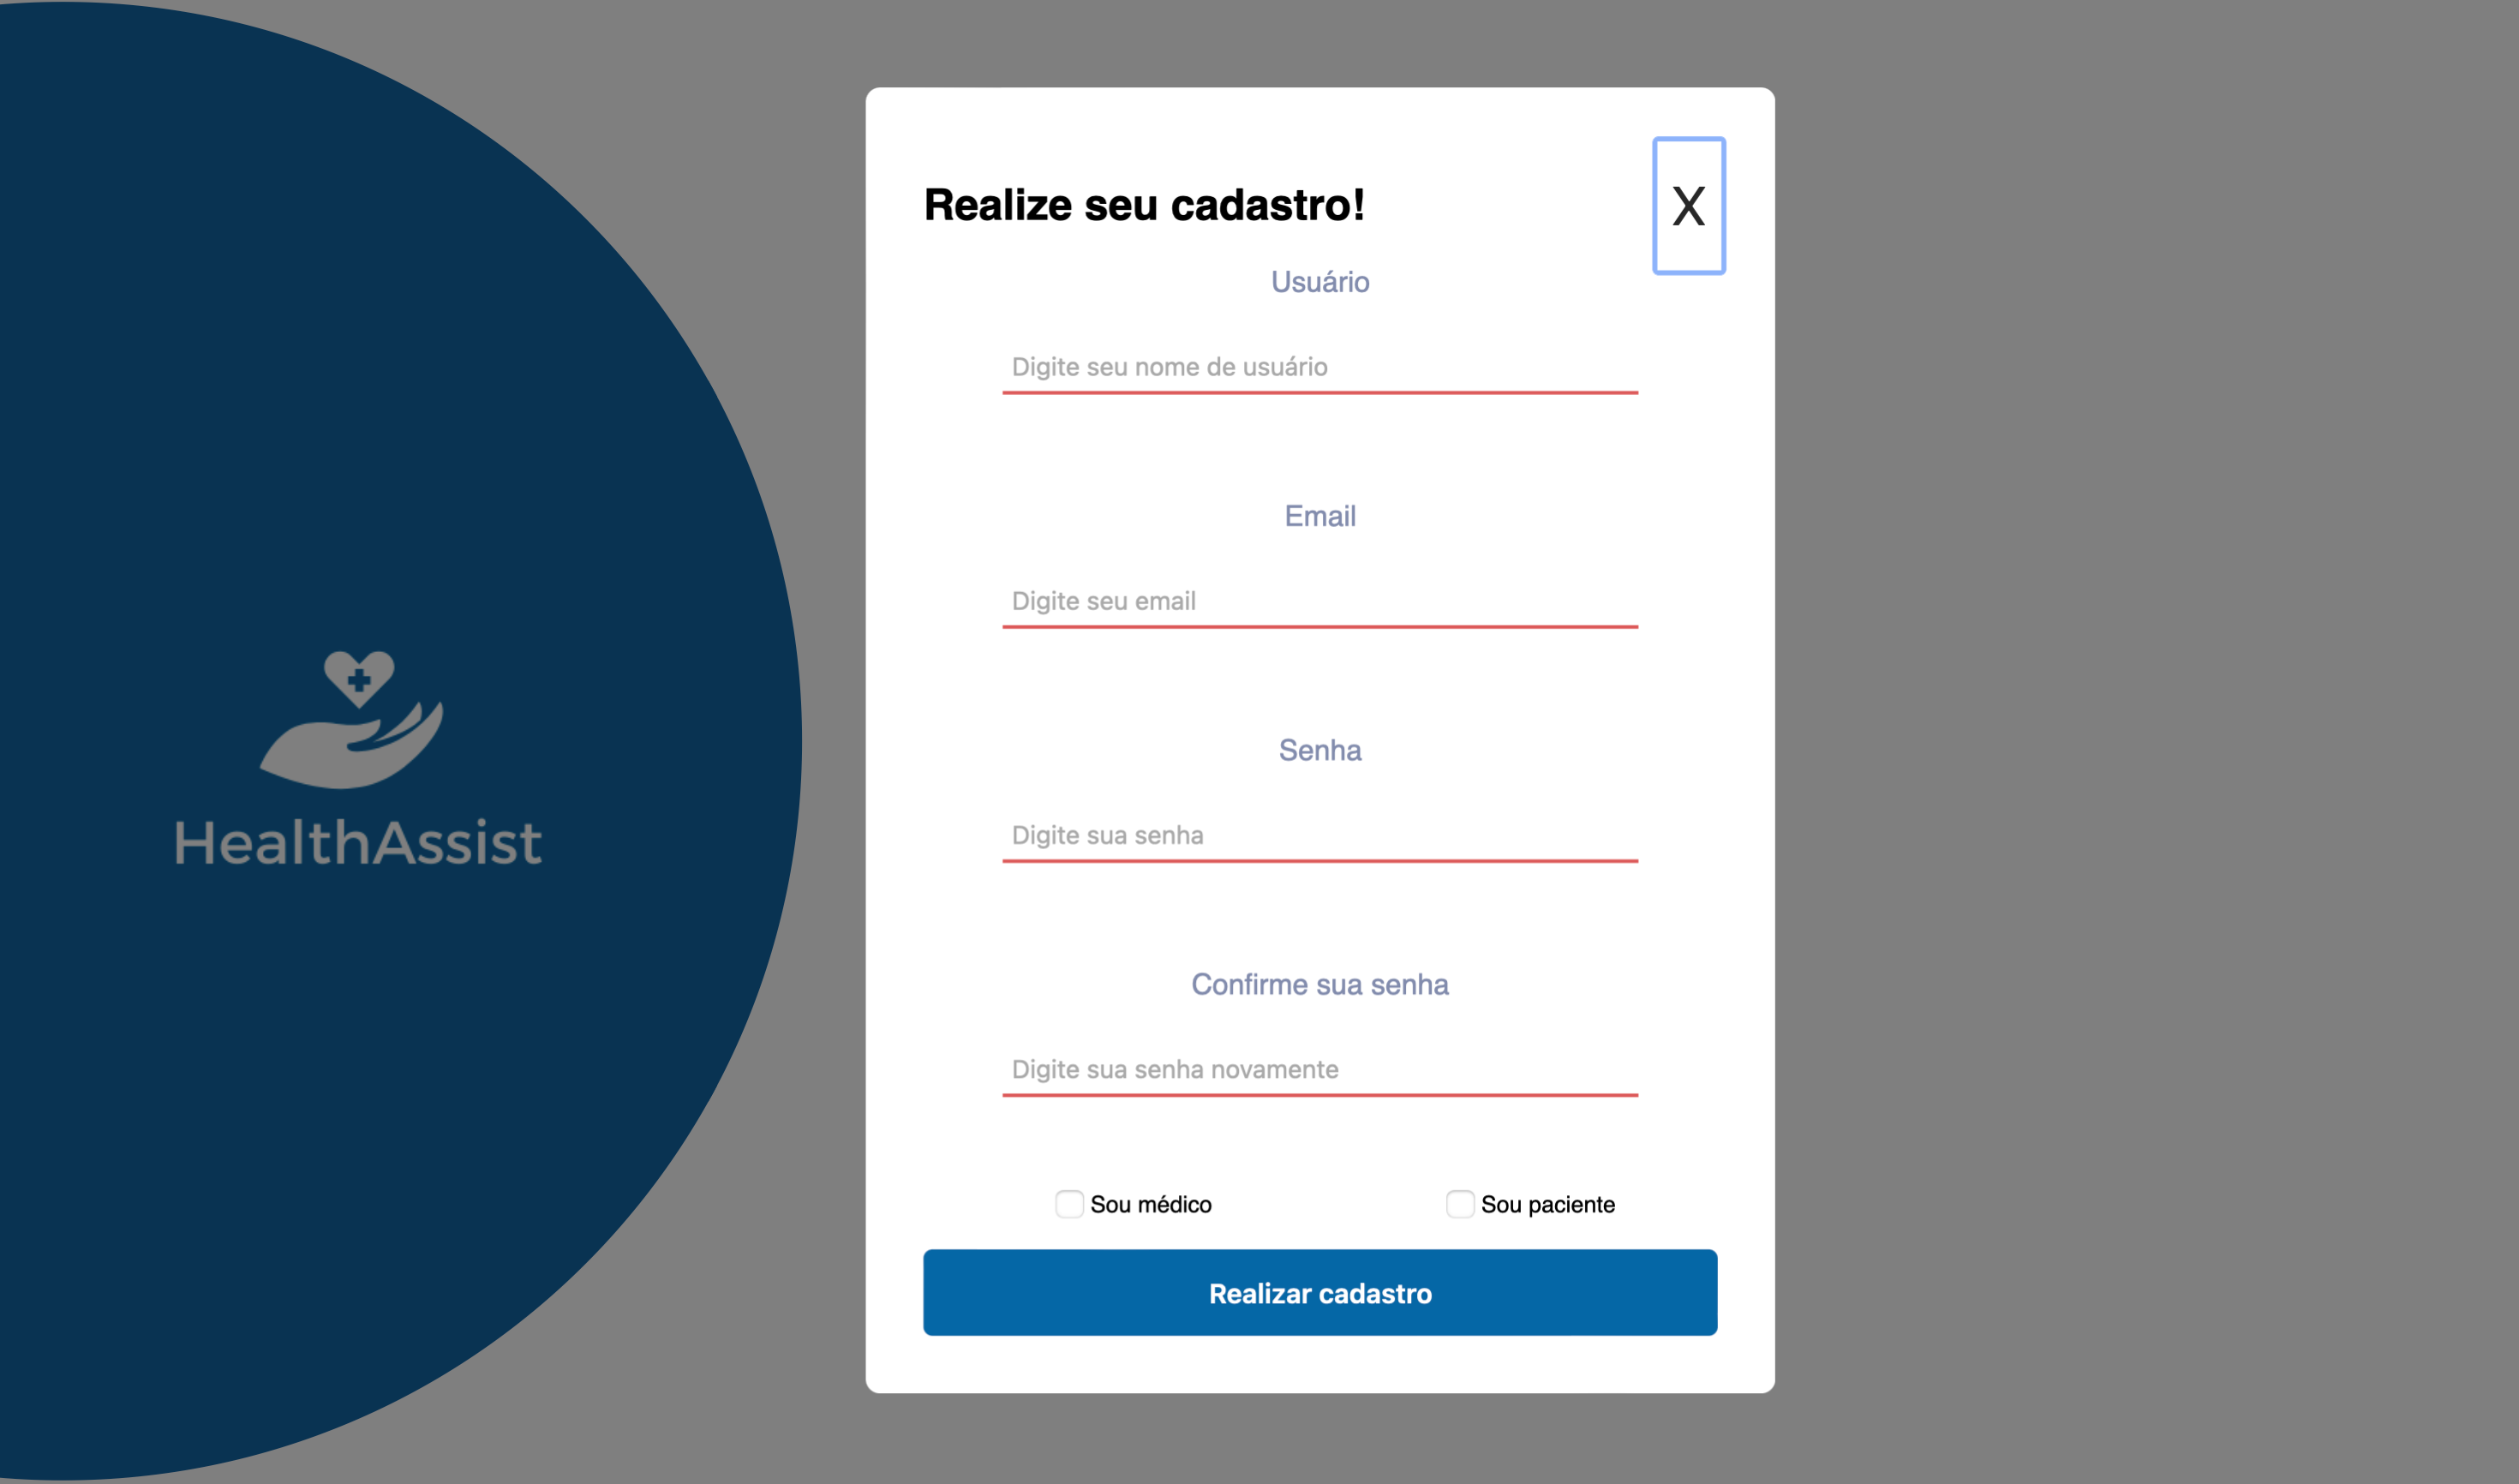 HealthAssist
Realize seu cadastro!
X
Usuário
Digite seu nome de usuário
Email
Digite seu email
Senha
Digite sua senha
Confirme sua senha
Digite sua senha novamente
Sou médico
Sou paciente
Realizar cadastro